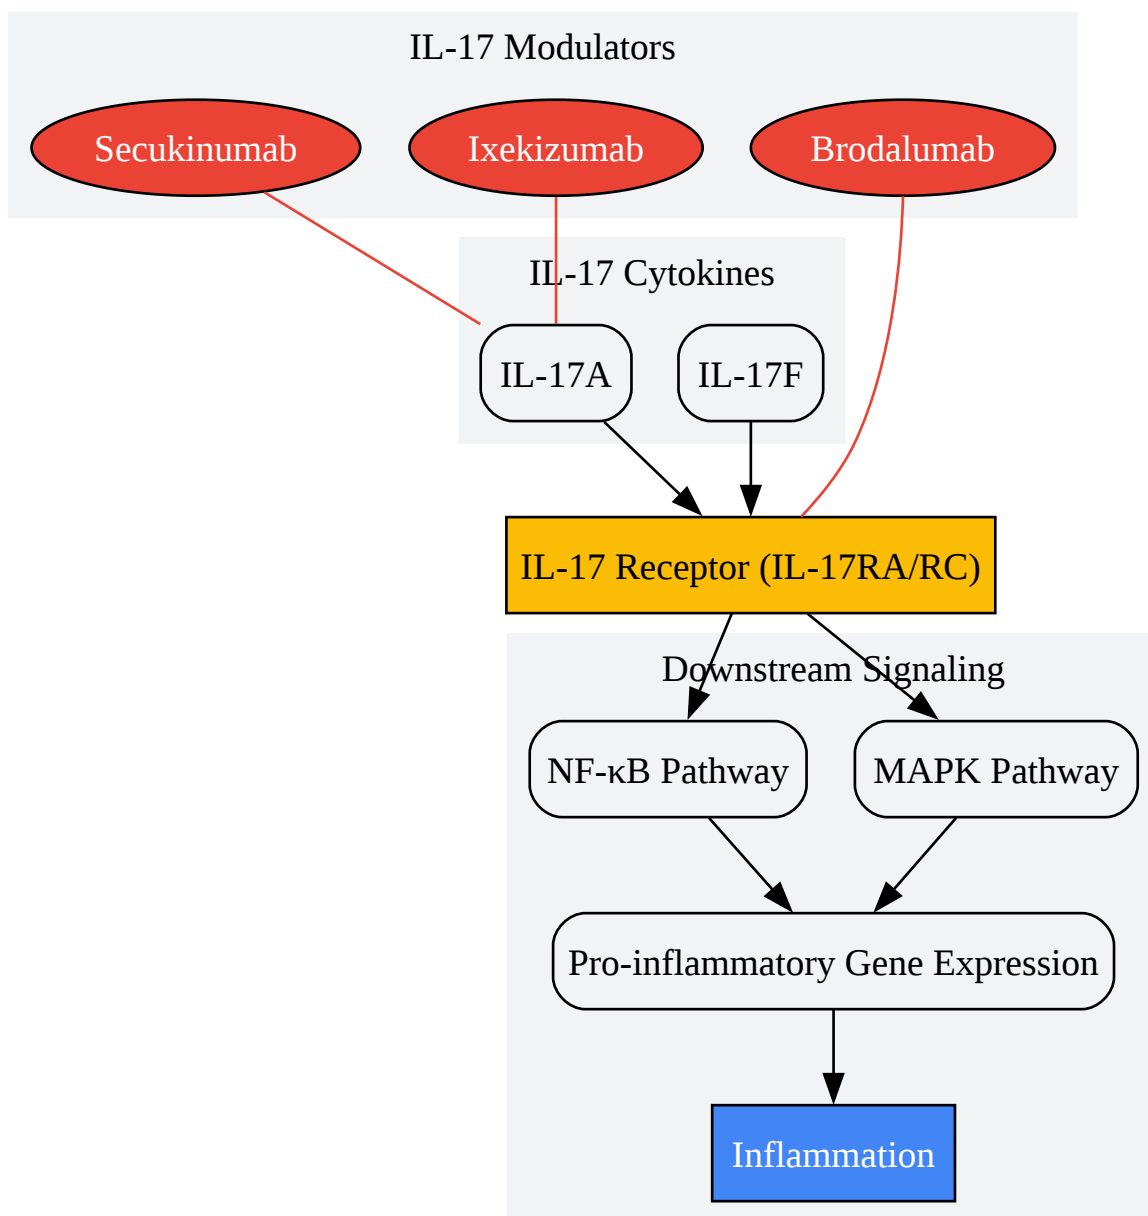 IL-17 Modulators
Secukinumab
Ixekizumab
Brodalumab
IL-17 Cytokines
IL-17A
IL-17F
IL-17 Receptor (IL-17RA/RC)
Downstream Signaling
NF-κB Pathway
MAPK Pathway
Pro-inflammatory Gene Expression
Inflammation